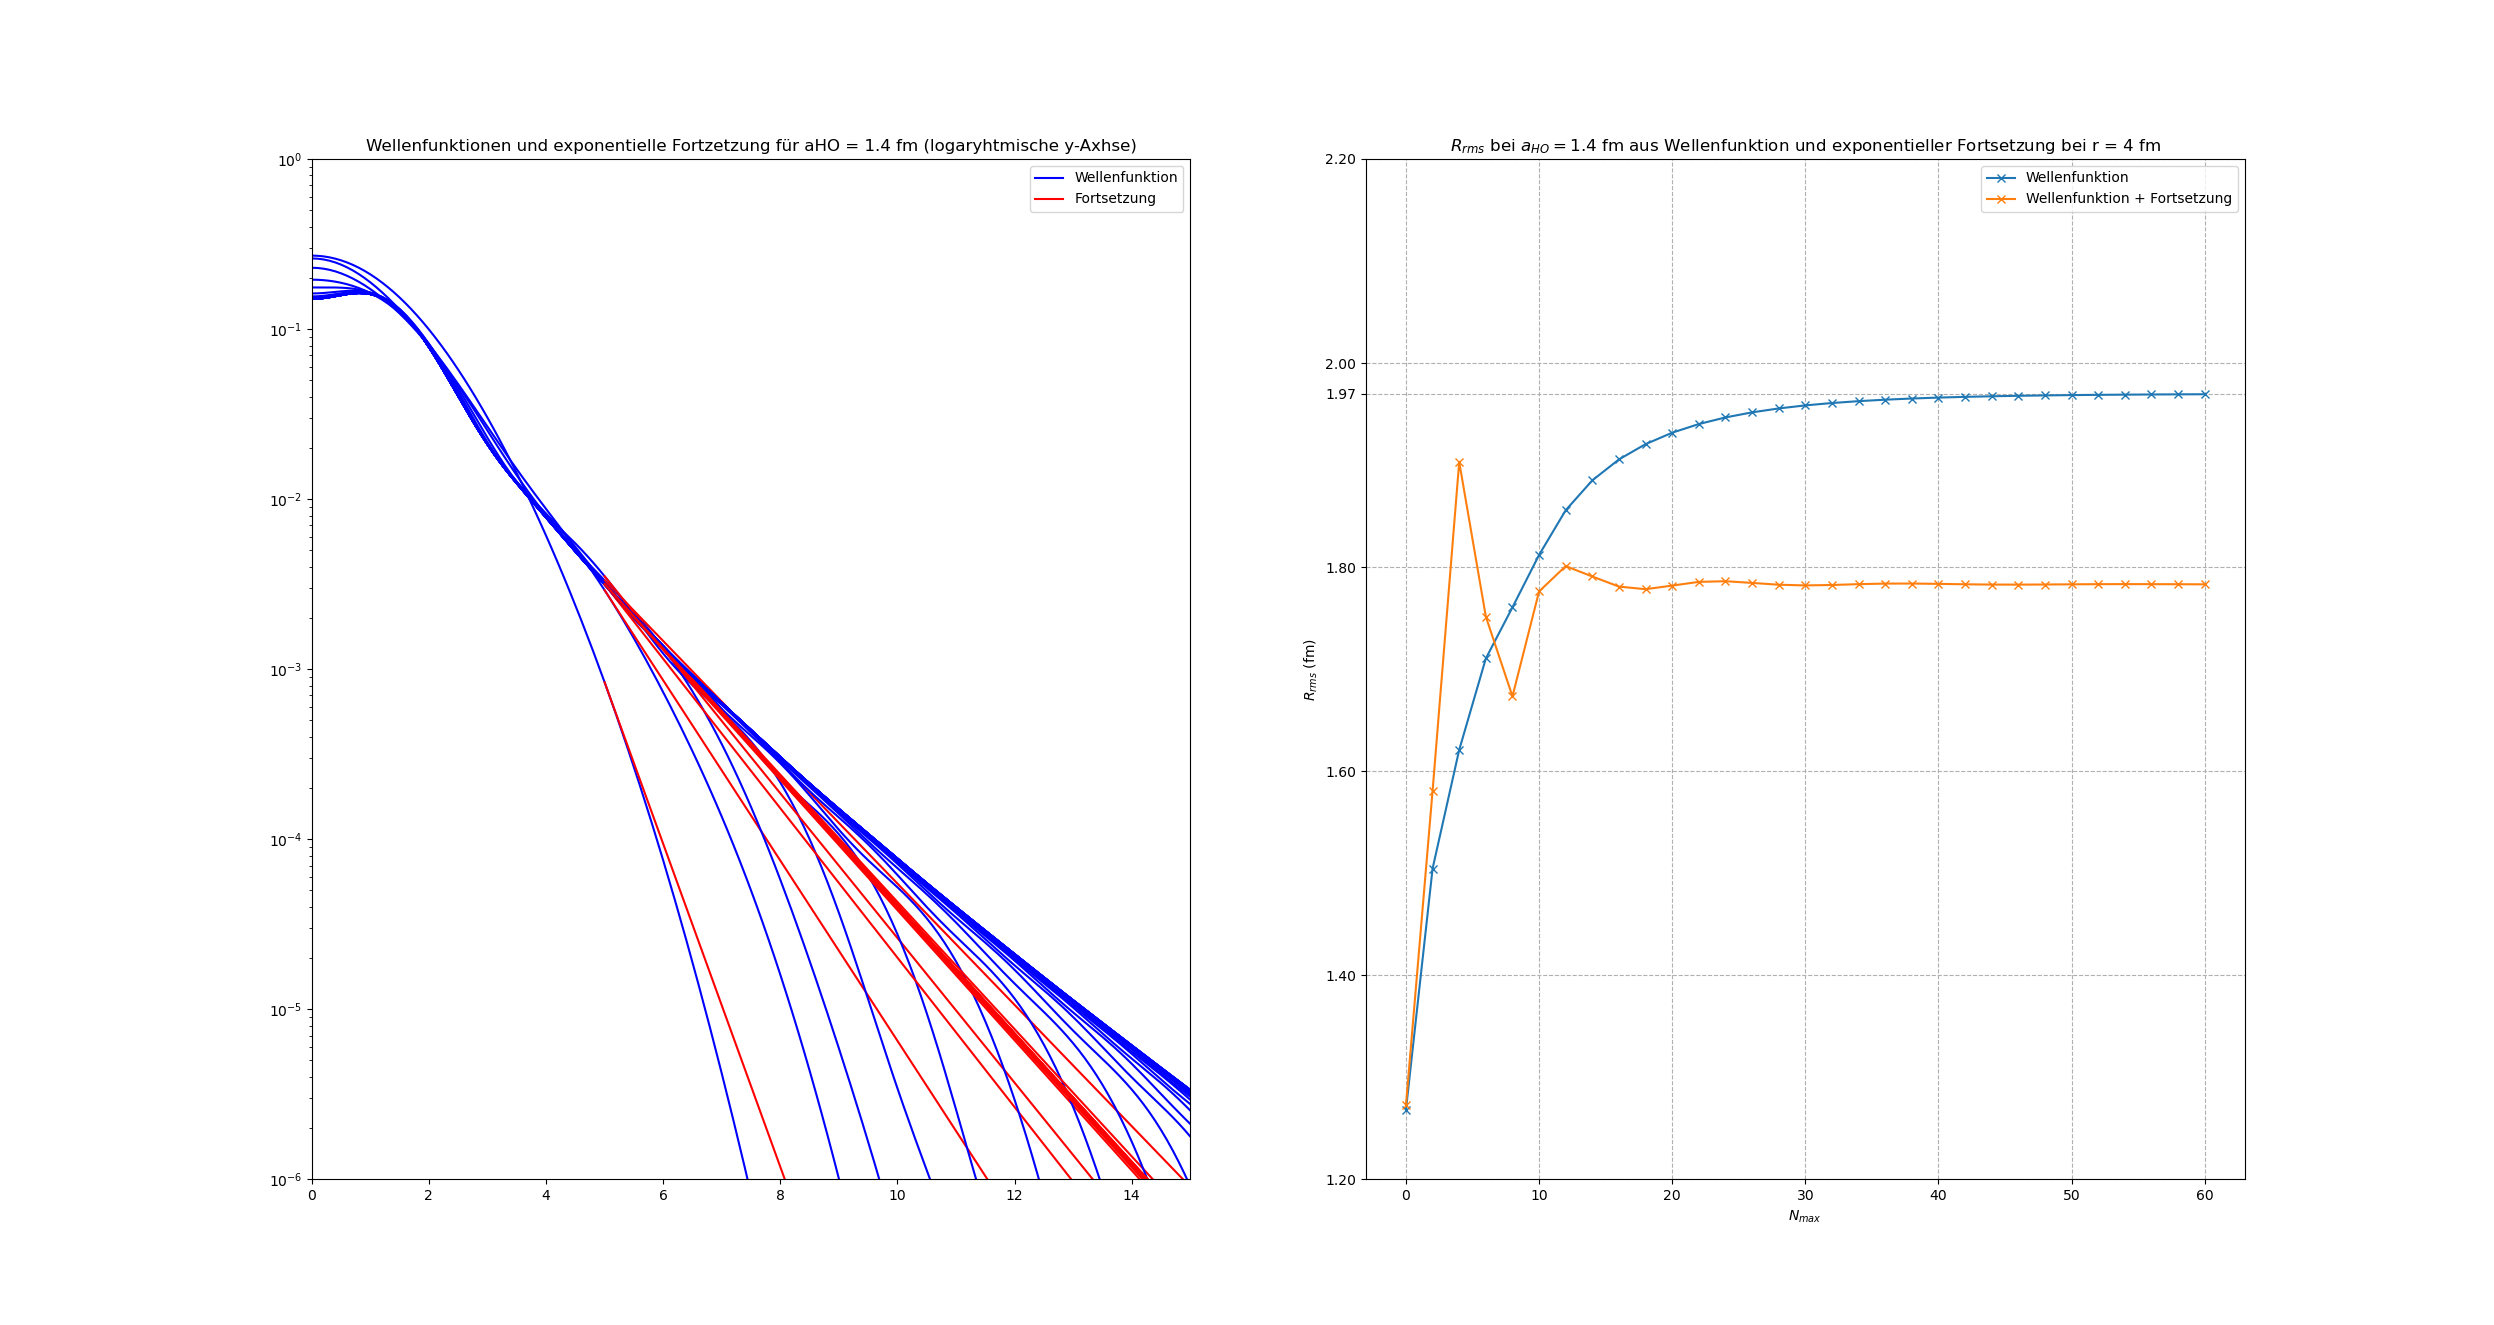 Wellenfunktionen und exponentielle Fortzetzung für aHO = 1.4 fm (logaryhtmische y-Axhse)
Wellenfunktion
Fortsetzung
10⁰
10⁻¹
10⁻²
10⁻³
10⁻⁴
10⁻⁵
10⁻⁶
0 2 4 6 8 10 12 14
R_rms bei a_HO = 1.4 fm aus Wellenfunktion und exponentieller Fortsetzung bei r = 4 fm
Wellenfunktion
Wellenfunktion + Fortsetzung
2.20
2.00
1.97
1.80
1.60
1.40
1.20
R_rms (fm)
0 10 20 30 40 50 60
N_max